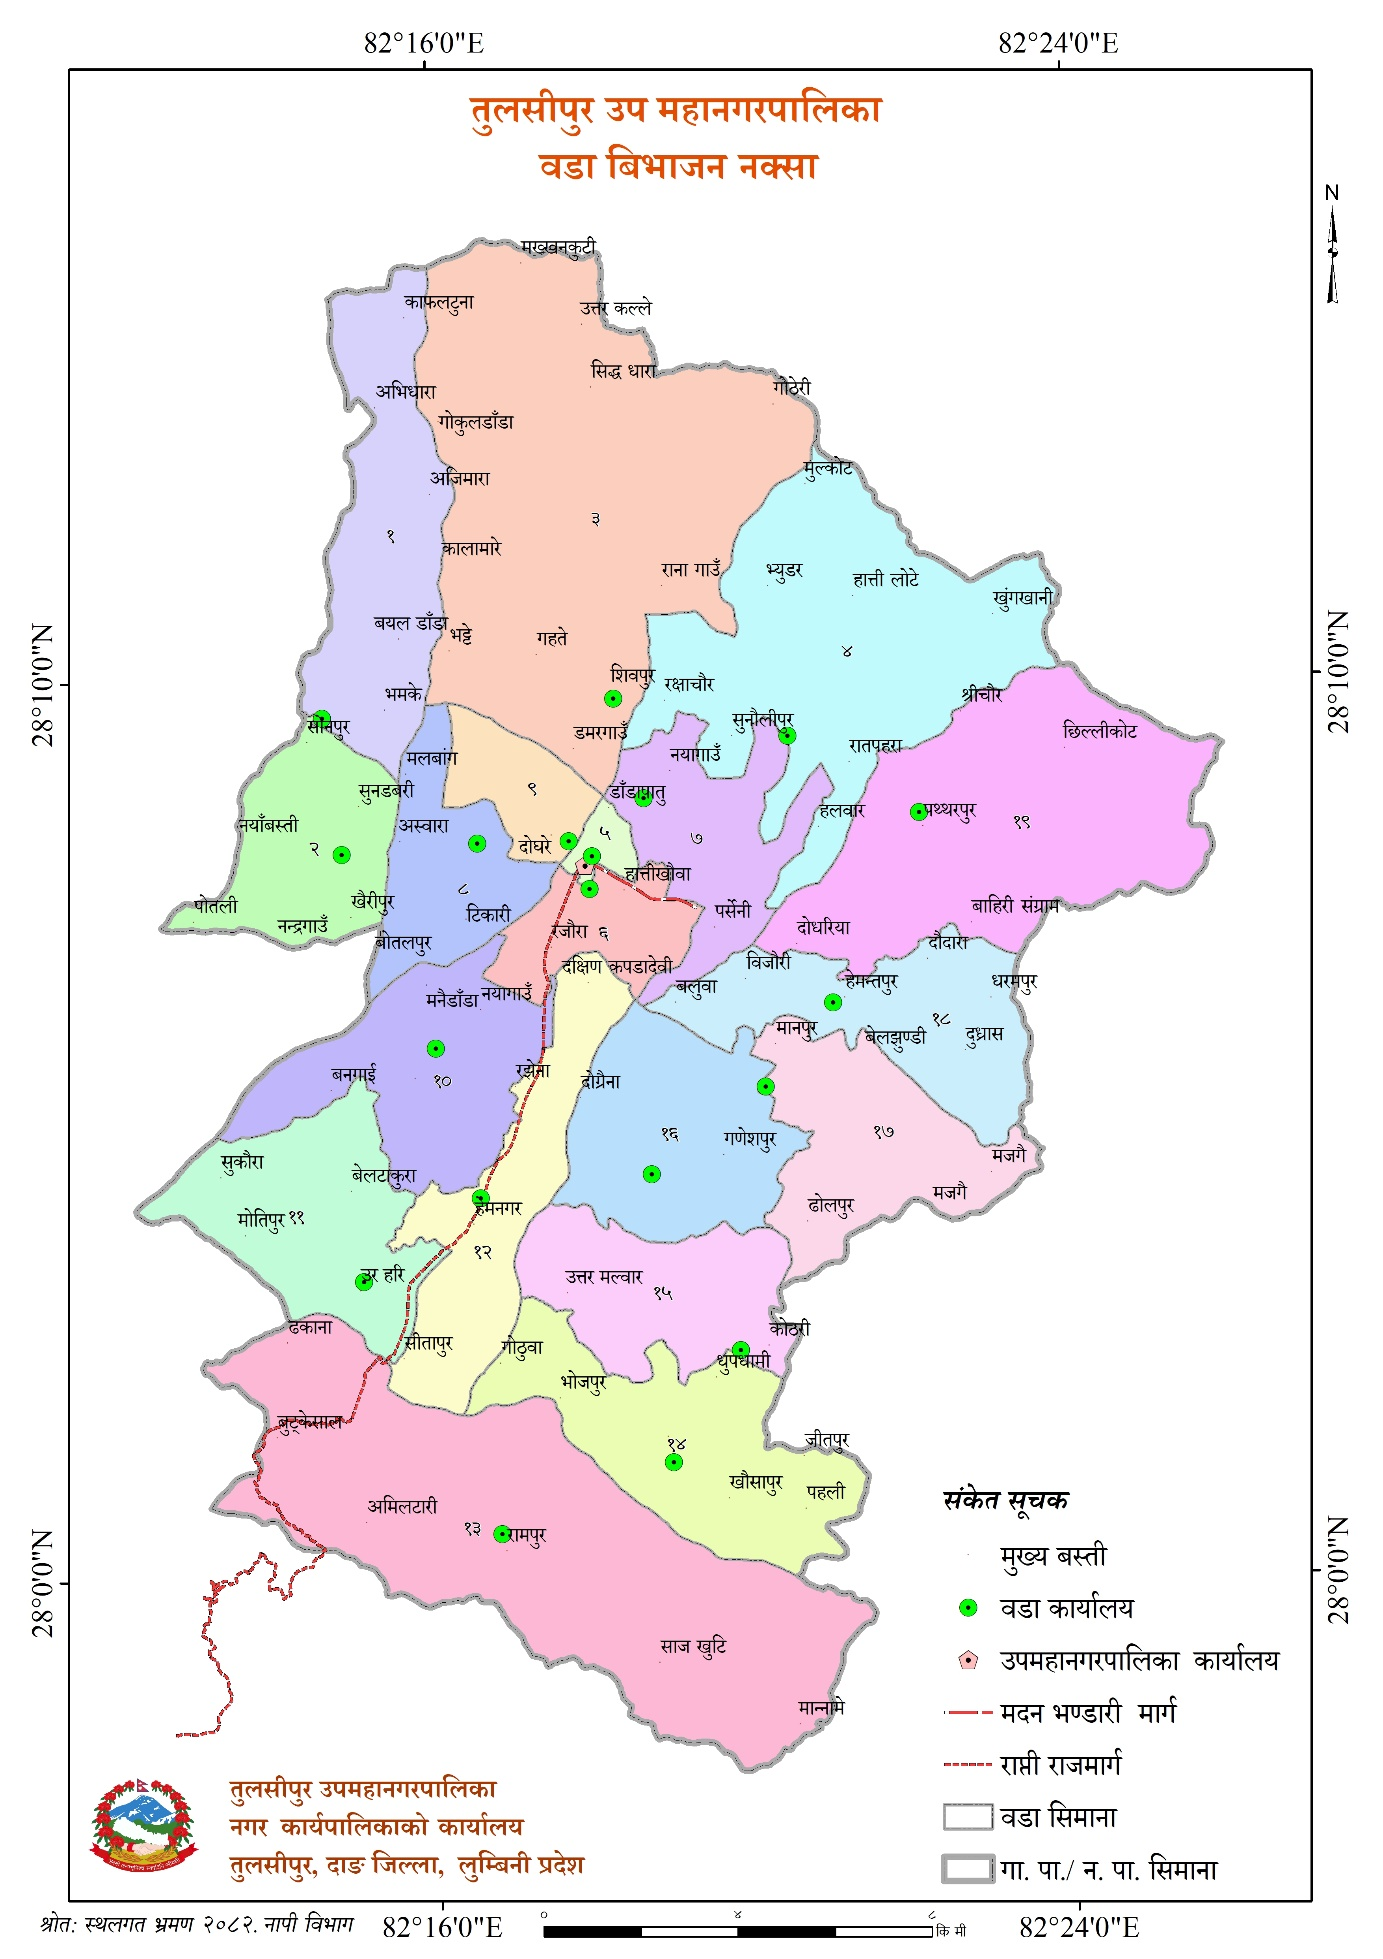 82°16'0"E
82°24'0"E
तुलसीपुर उप महानगरपालिका
वडा बिभाजन नक्सा
N
मख्खनकुटी
काफलटुना
उत्तर कल्ले
सिद्ध धारा
गौठेरी
अभिधारा
गोकुलडाँडा
मुल्कोट
अजिमारा
३
१
कालामारे
राना गाउँ
भ्युडर
हात्ती लोटे
खुंगखानी
बयल डाँडा
भट्टे
गहते
४
28°10'0"N
28°10'0"N
शिवपुर
रक्षाचौर
भमके
श्रीचौर
सुनौलीपुर
सौनपुर
डमरगाउँ
छिल्लीकोट
मलबांग
नयागाउँ
रातपहरा
सुनडबरी
९
डाँडापातु
हलवार
पथ्थरपुर
१९
नयाँबस्ती
अस्वारा
५
७
२
दोघरे
हात्तीखौवा
८
पोतली
खैरीपुर
टिकारी
पर्सेनी
बाहिरी संग्राम
नन्द्रगाउँ
रजौरा
६
दोधरिया
बोतलपुर
दौदारा
दक्षिण कपडादेवी
विजौरी
मनैडाँडा
नयागाउँ
बलुवा
हेमन्तपुर
धरमपुर
मानपुर
१८
बेलझुण्डी
दुध्रास
बनगाई
१०
रझेना
दोग्रैना
१६
गणेशपुर
१७
सुकौरा
बेलटाकुरा
मजगै
मजगै
मोतिपुर
११
हेमनगर
ढोलपुर
१२
उर हरि
उत्तर मल्वार
१५
ढकाना
सीतापुर
गोठुवा
कोठरी
धुपधामी
भोजपुर
बुट्केसाल
१४
जीतपुर
खौसापुर
पहली
अमिलटारी
१३
रामपुर
28°0'0"N
28°0'0"N
साज खुटि
मान्नामे
संकेत सूचक
मुख्य बस्ती
वडा कार्यालय
उपमहानगरपालिका कार्यालय
मदन भण्डारी मार्ग
राप्ती राजमार्ग
वडा सिमाना
गा. पा./ न. पा. सिमाना
तुलसीपुर उपमहानगरपालिका
नगर कार्यपालिकाको कार्यालय
तुलसीपुर, दाङ जिल्ला, लुम्बिनी प्रदेश
श्रोत: स्थलगत भ्रमण २०८२. नापी विभाग
82°16'0"E
० ४ ८
कि मी
82°24'0"E